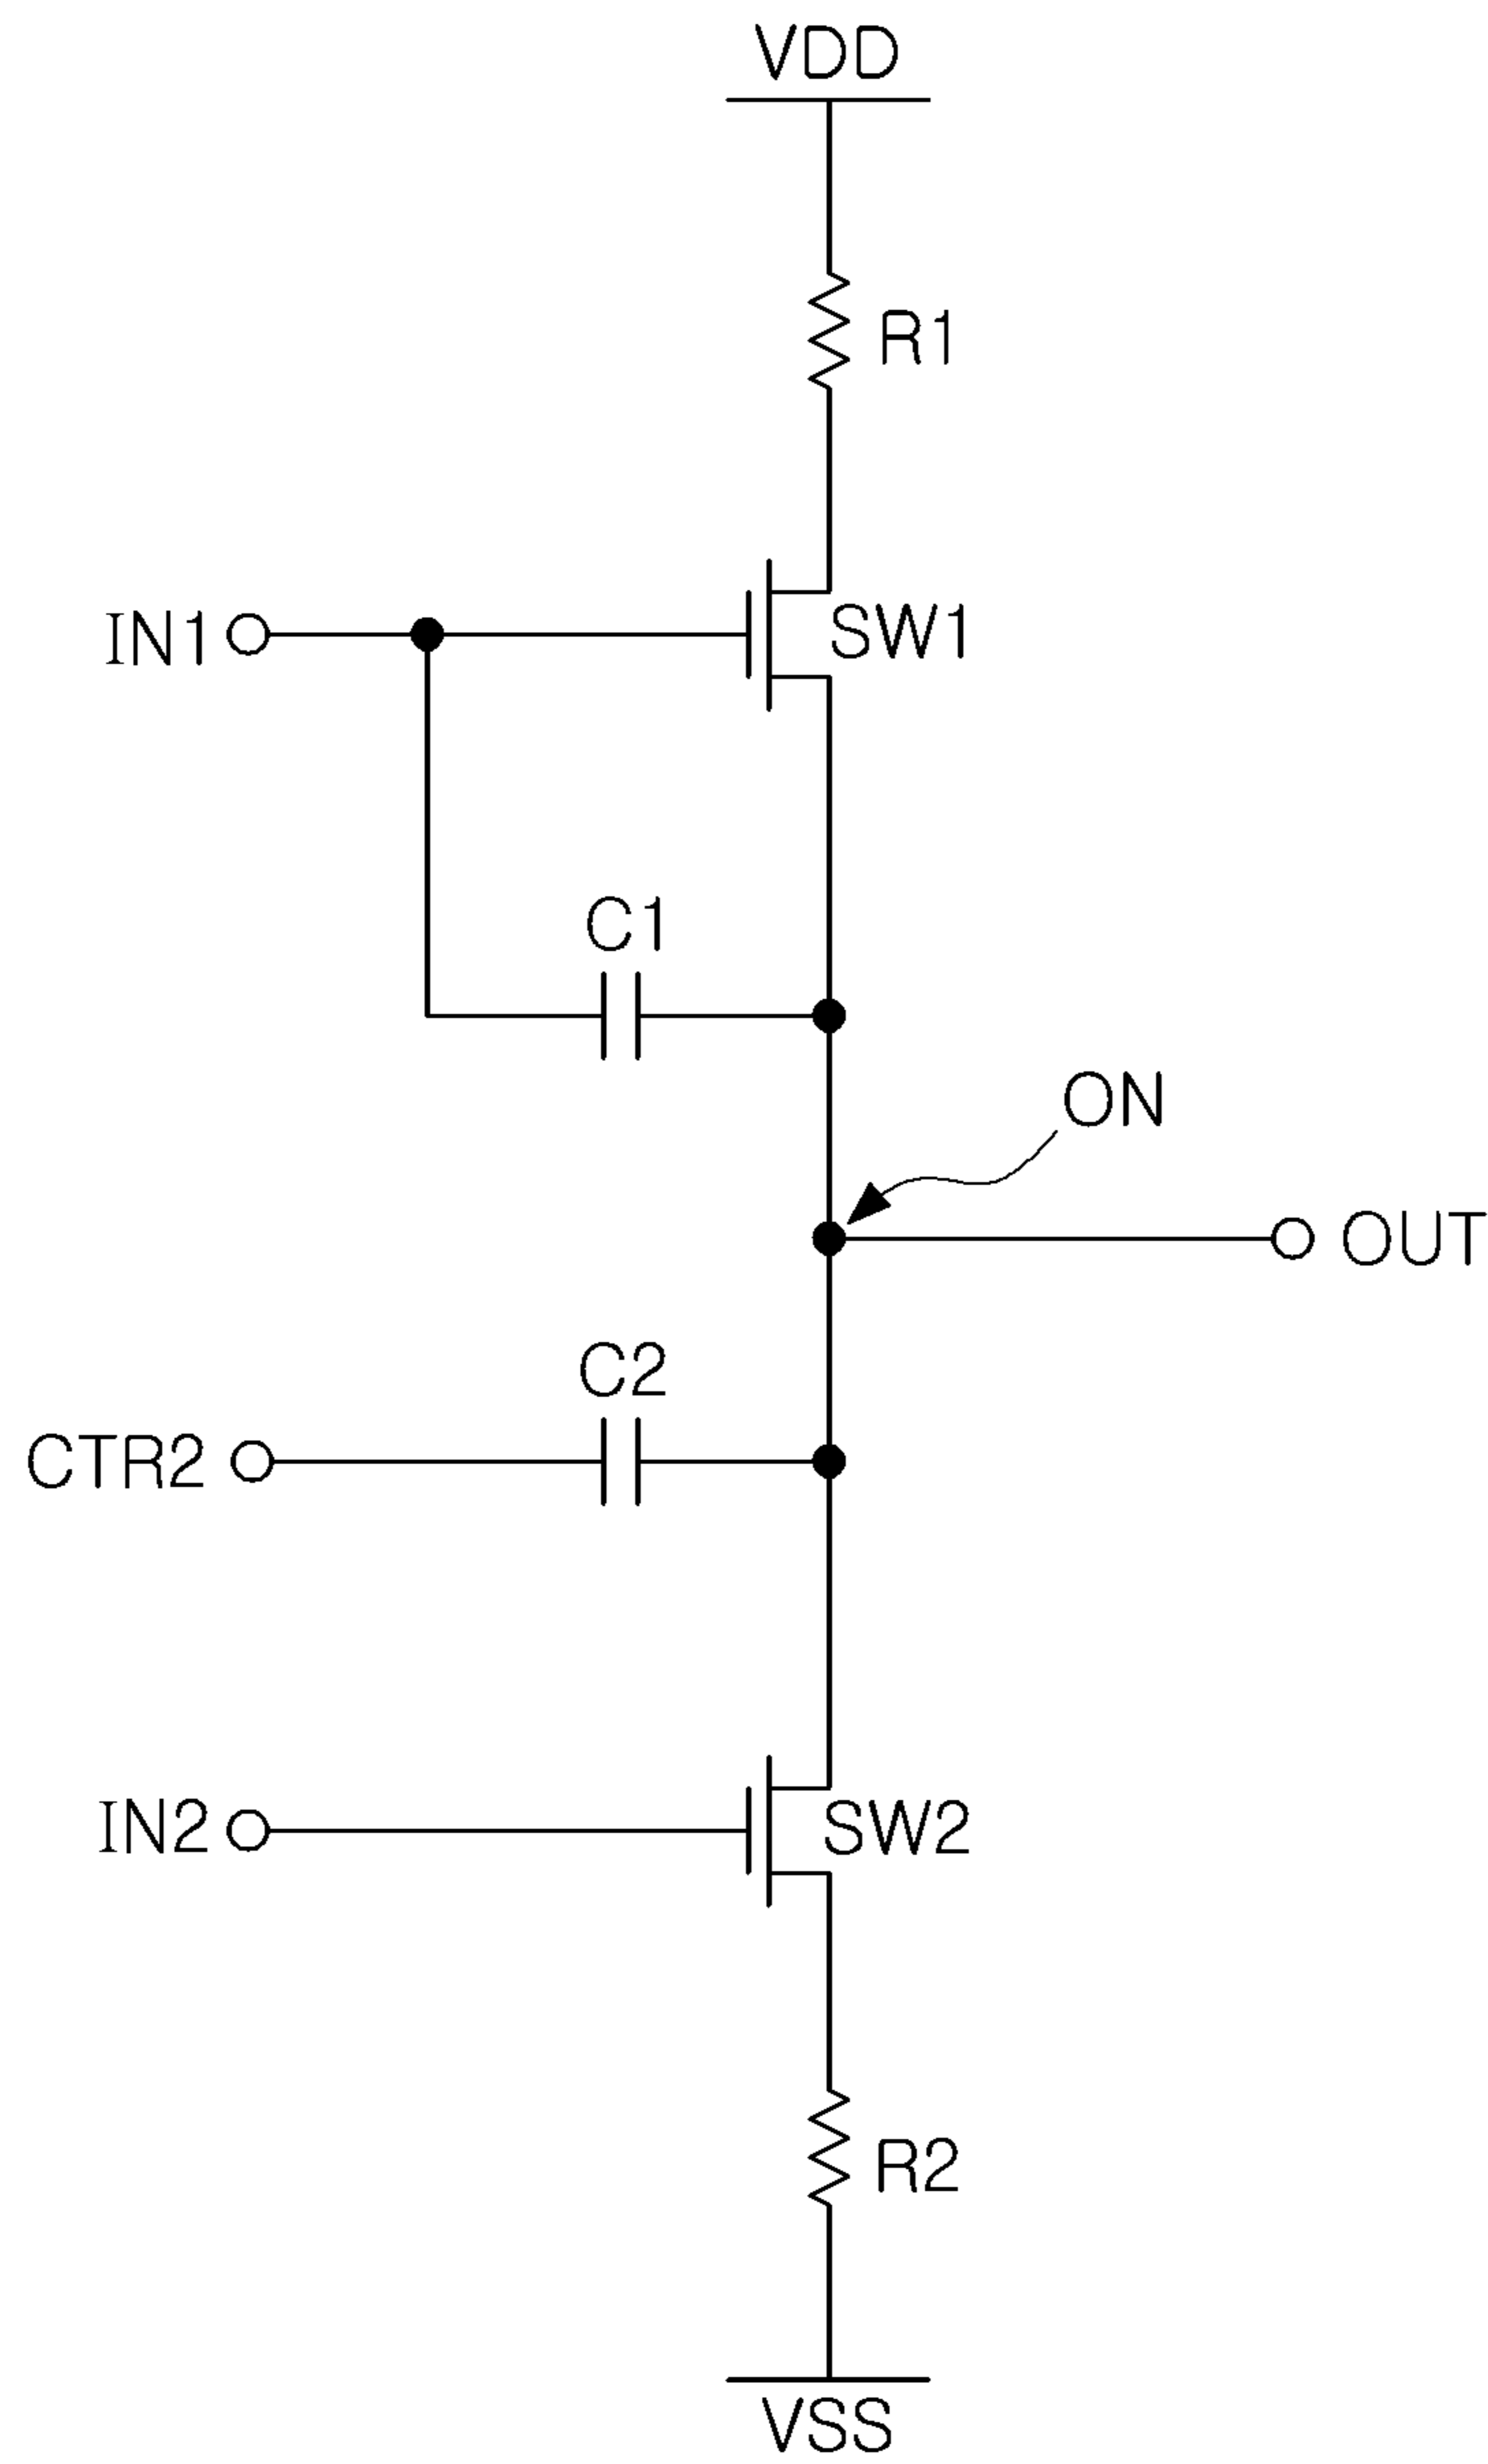 VDD
R1
IN1
SW1
C1
ON
OUT
C2
CTR2
IN2
SW2
R2
VSS